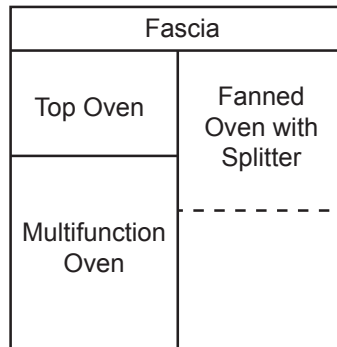 Fascia
Top Oven
Fanned
Oven with
Splitter
Multifunction
Oven